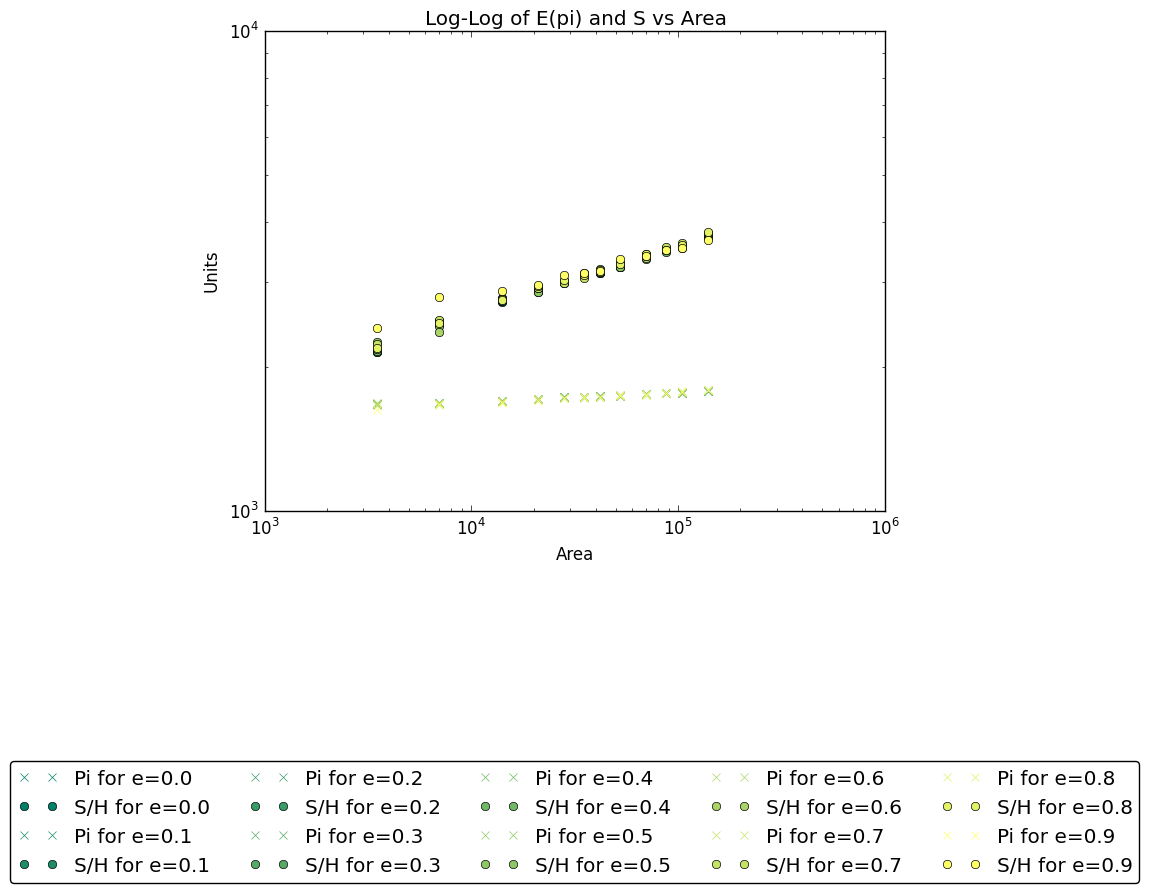 Log-Log of E(pi) and S vs Area
10^4
Units
10^3
10^3 10^4 10^5 10^6
Area
Pi for e=0.0 Pi for e=0.2 Pi for e=0.4 Pi for e=0.6 Pi for e=0.8
S/H for e=0.0 S/H for e=0.2 S/H for e=0.4 S/H for e=0.6 S/H for e=0.8
Pi for e=0.1 Pi for e=0.3 Pi for e=0.5 Pi for e=0.7 Pi for e=0.9
S/H for e=0.1 S/H for e=0.3 S/H for e=0.5 S/H for e=0.7 S/H for e=0.9